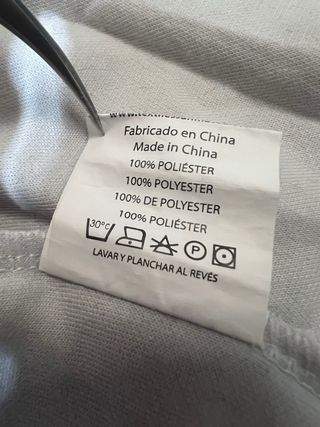 Fabricado en China
Made in China
100% POLIÉSTER
100% POLYESTER
100% DE POLYESTER
100% POLIÉSTER
30°C P
LAVAR Y PLANCHAR AL REVÉS